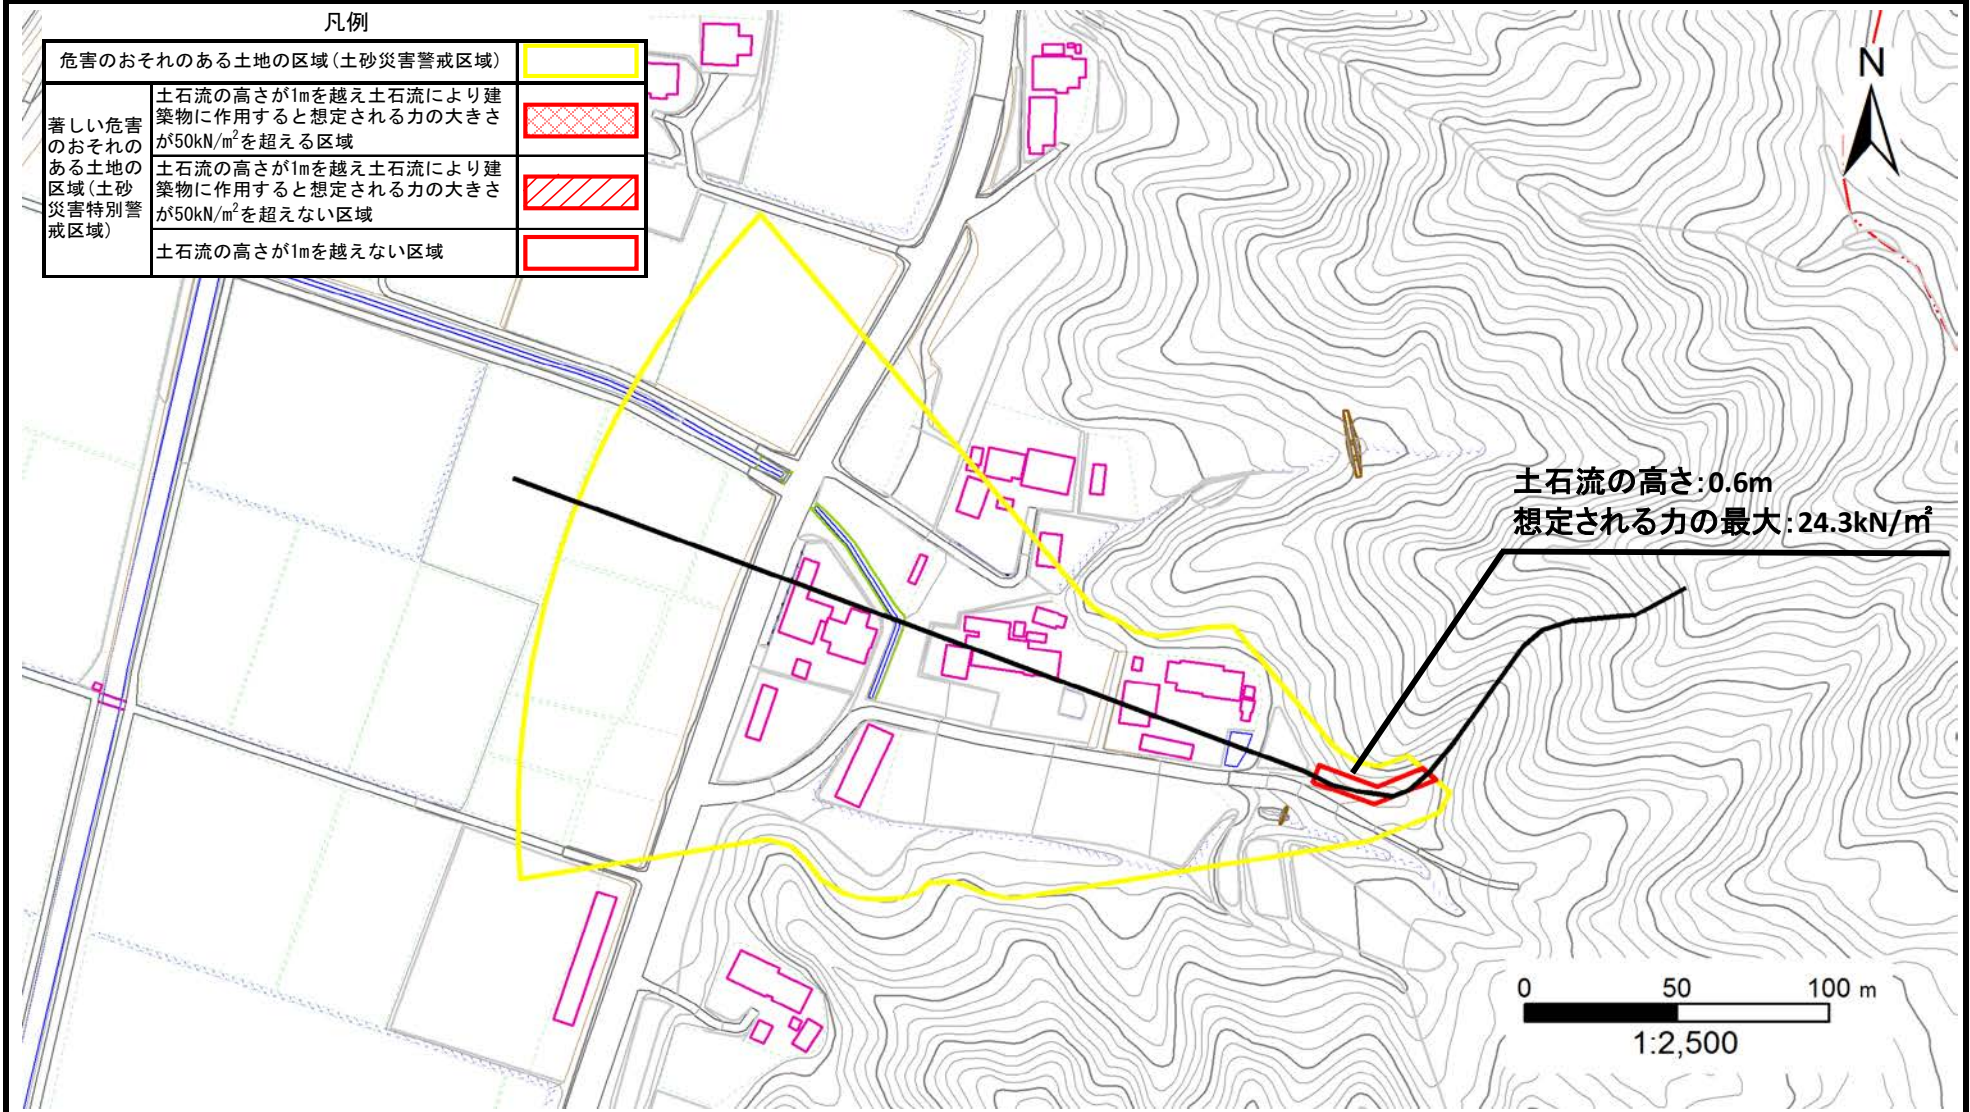 凡例
危害のおそれのある土地の区域(土砂災害警戒区域)
著しい危害
のおそれの
ある土地の
区域(土砂
災害特別警
戒区域)
土石流の高さが1mを越え土石流により建
築物に作用すると想定される力の大きさ
が50kN/㎡を超える区域
土石流の高さが1mを越え土石流により建
築物に作用すると想定される力の大きさ
が50kN/㎡を超えない区域
土石流の高さが1mを越えない区域
N
土石流の高さ:0.6m
想定される力の最大:24.3kN/㎡
0 50 100 m
1:2,500